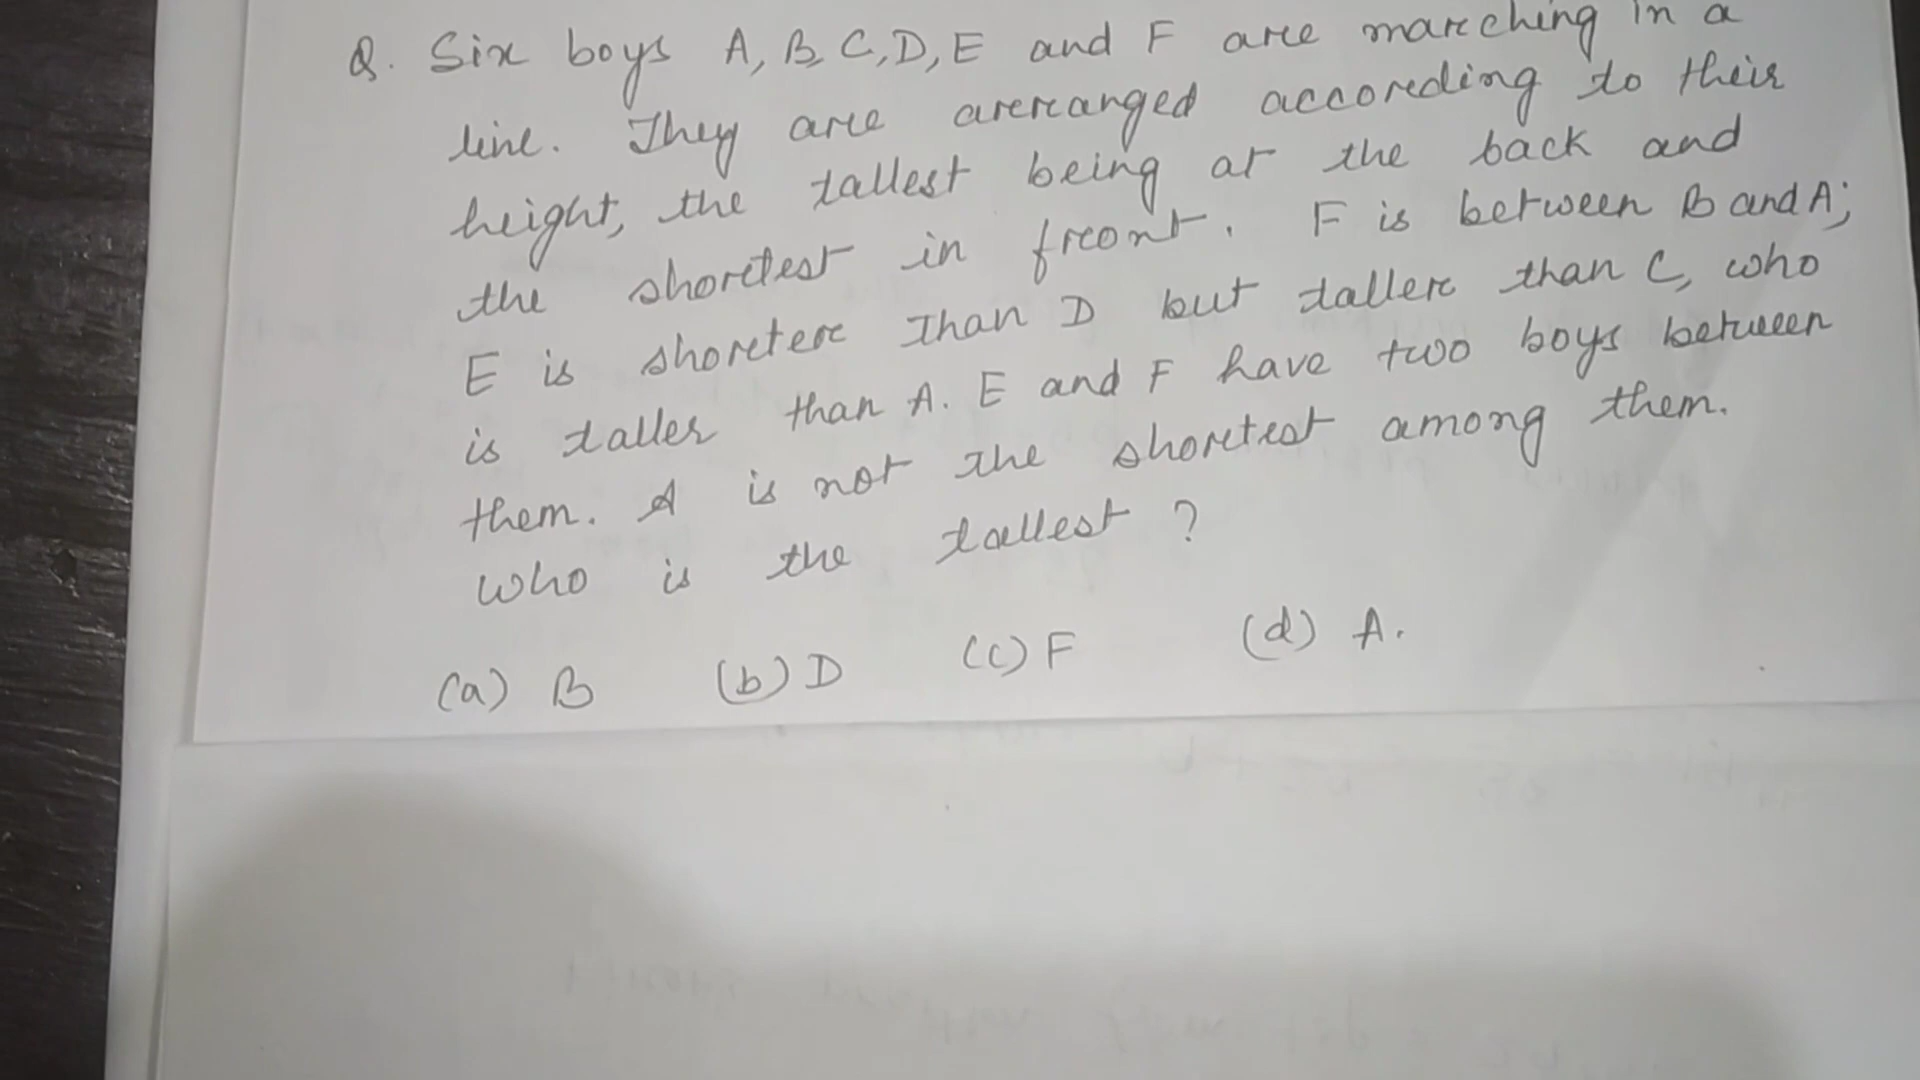 Q. Six boys A, B, C, D, E and F are marching in a
line. They are arranged according to their
height, the tallest being at the back and
the shortest in front. F is between B and A;
E is shorter than D but taller than C, who
is taller than A. E and F have two boys between
them. A is not the shortest among them.
Who is the tallest ?
(a) B (b) D (c) F (d) A.